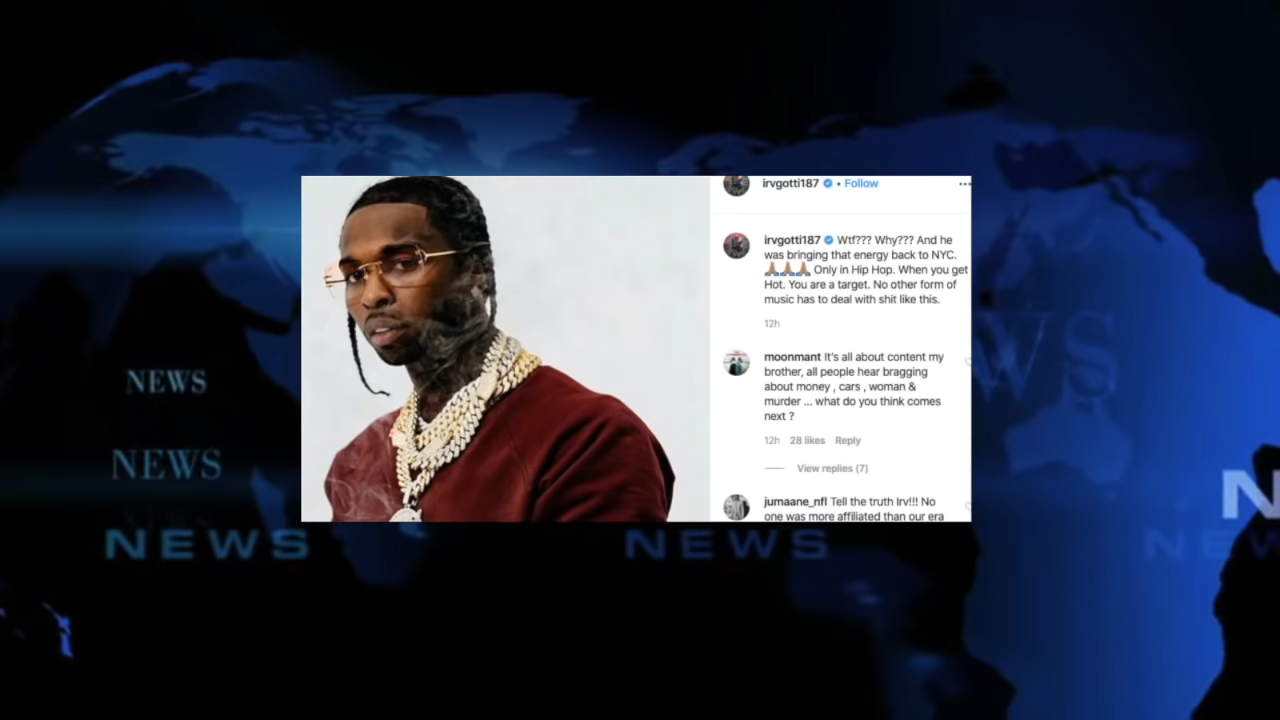 irvgotti187 • Follow
irvgotti187 Wtf??? Why??? And he
was bringing that energy back to NYC.
🙏🏽🙏🏽🙏🏽 Only in Hip Hop. When you get
Hot. You are a target. No other form of
music has to deal with shit like this.
12h
moonmant It's all about content my
brother, all people hear bragging
about money , cars , woman &
murder ... what do you think comes
next ?
12h 28 likes Reply
View replies (7)
jumaane_nfl Tell the truth Irv!!! No
one was more affiliated than our era
NEWS
WS
NEWS
N
NEWS
NEWS
NEW